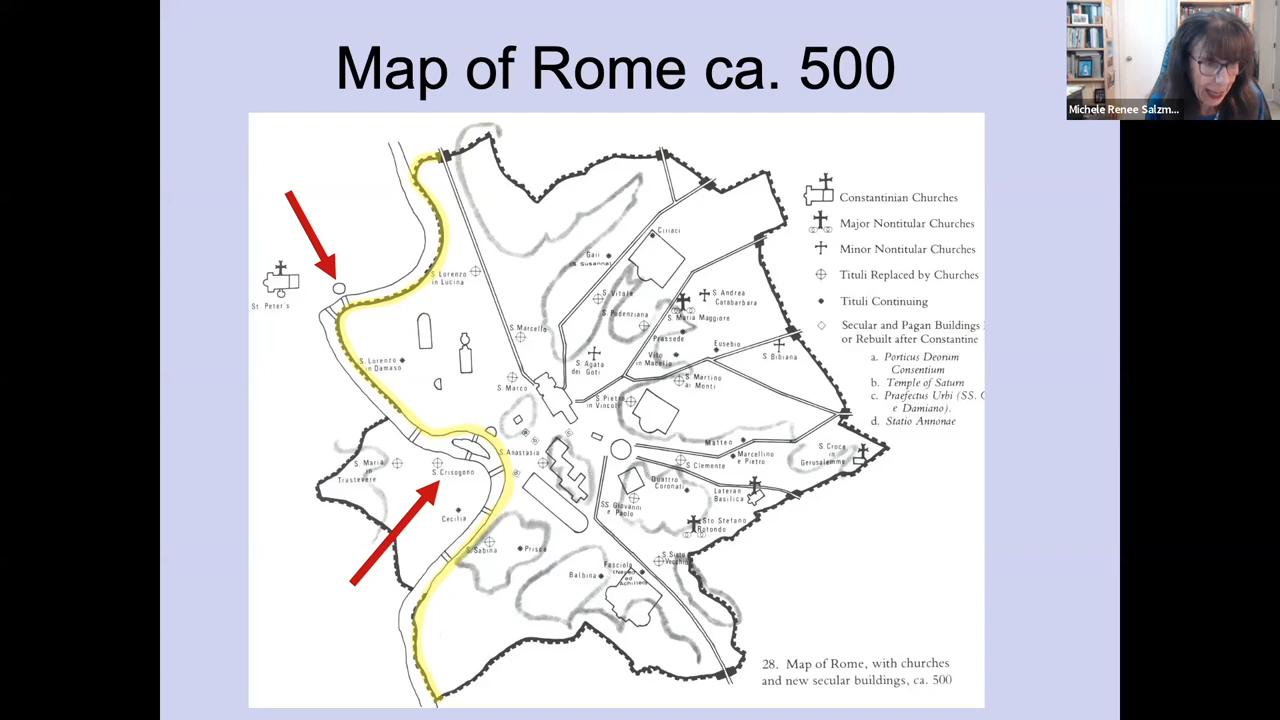 Map of Rome ca. 500
Michele Renee Salzm...
Constantinian Churches
Major Nontitular Churches
Minor Nontitular Churches
Tituli Replaced by Churches
Tituli Continuing
Secular and Pagan Buildings
or Rebuilt after Constantine
a. Porticus Deorum
Consentium
b. Temple of Saturn
c. Praefectus Urbi (SS. C
e Damiano).
d. Statio Annonae
St. Peter's
Ciriaci
Gaii
(S. Susanna)
S. Lorenzo
in Lucina
S. Vitale
S. Andrea
Catabarbara
S. Pudenziana
S. Maria Maggiore
S. Marcello
Prassede
Eusebio
S. Bibiana
S. Lorenzo
in Damaso
S. Agata
dei Goti
Vito
in Macello
S. Marco
S. Martino
ai Monti
S. Pietro
in Vincoli
Matteo
S. Croce
in
Gerusalemme
S. Anastasia
Marcellino
e Pietro
S. Clemente
S. Maria
in
Trastevere
S. Crisogono
Quattro
Coronati
Lateran
Basilica
SS Giovanni
e Paolo
Cecilia
Sto Stefano
Rotondo
S. Sabina
Prisca
S. Sisto
Vecchio
Fasciola
(Nereo
ed
Achilleo)
Balbina
28. Map of Rome, with churches
and new secular buildings, ca. 500